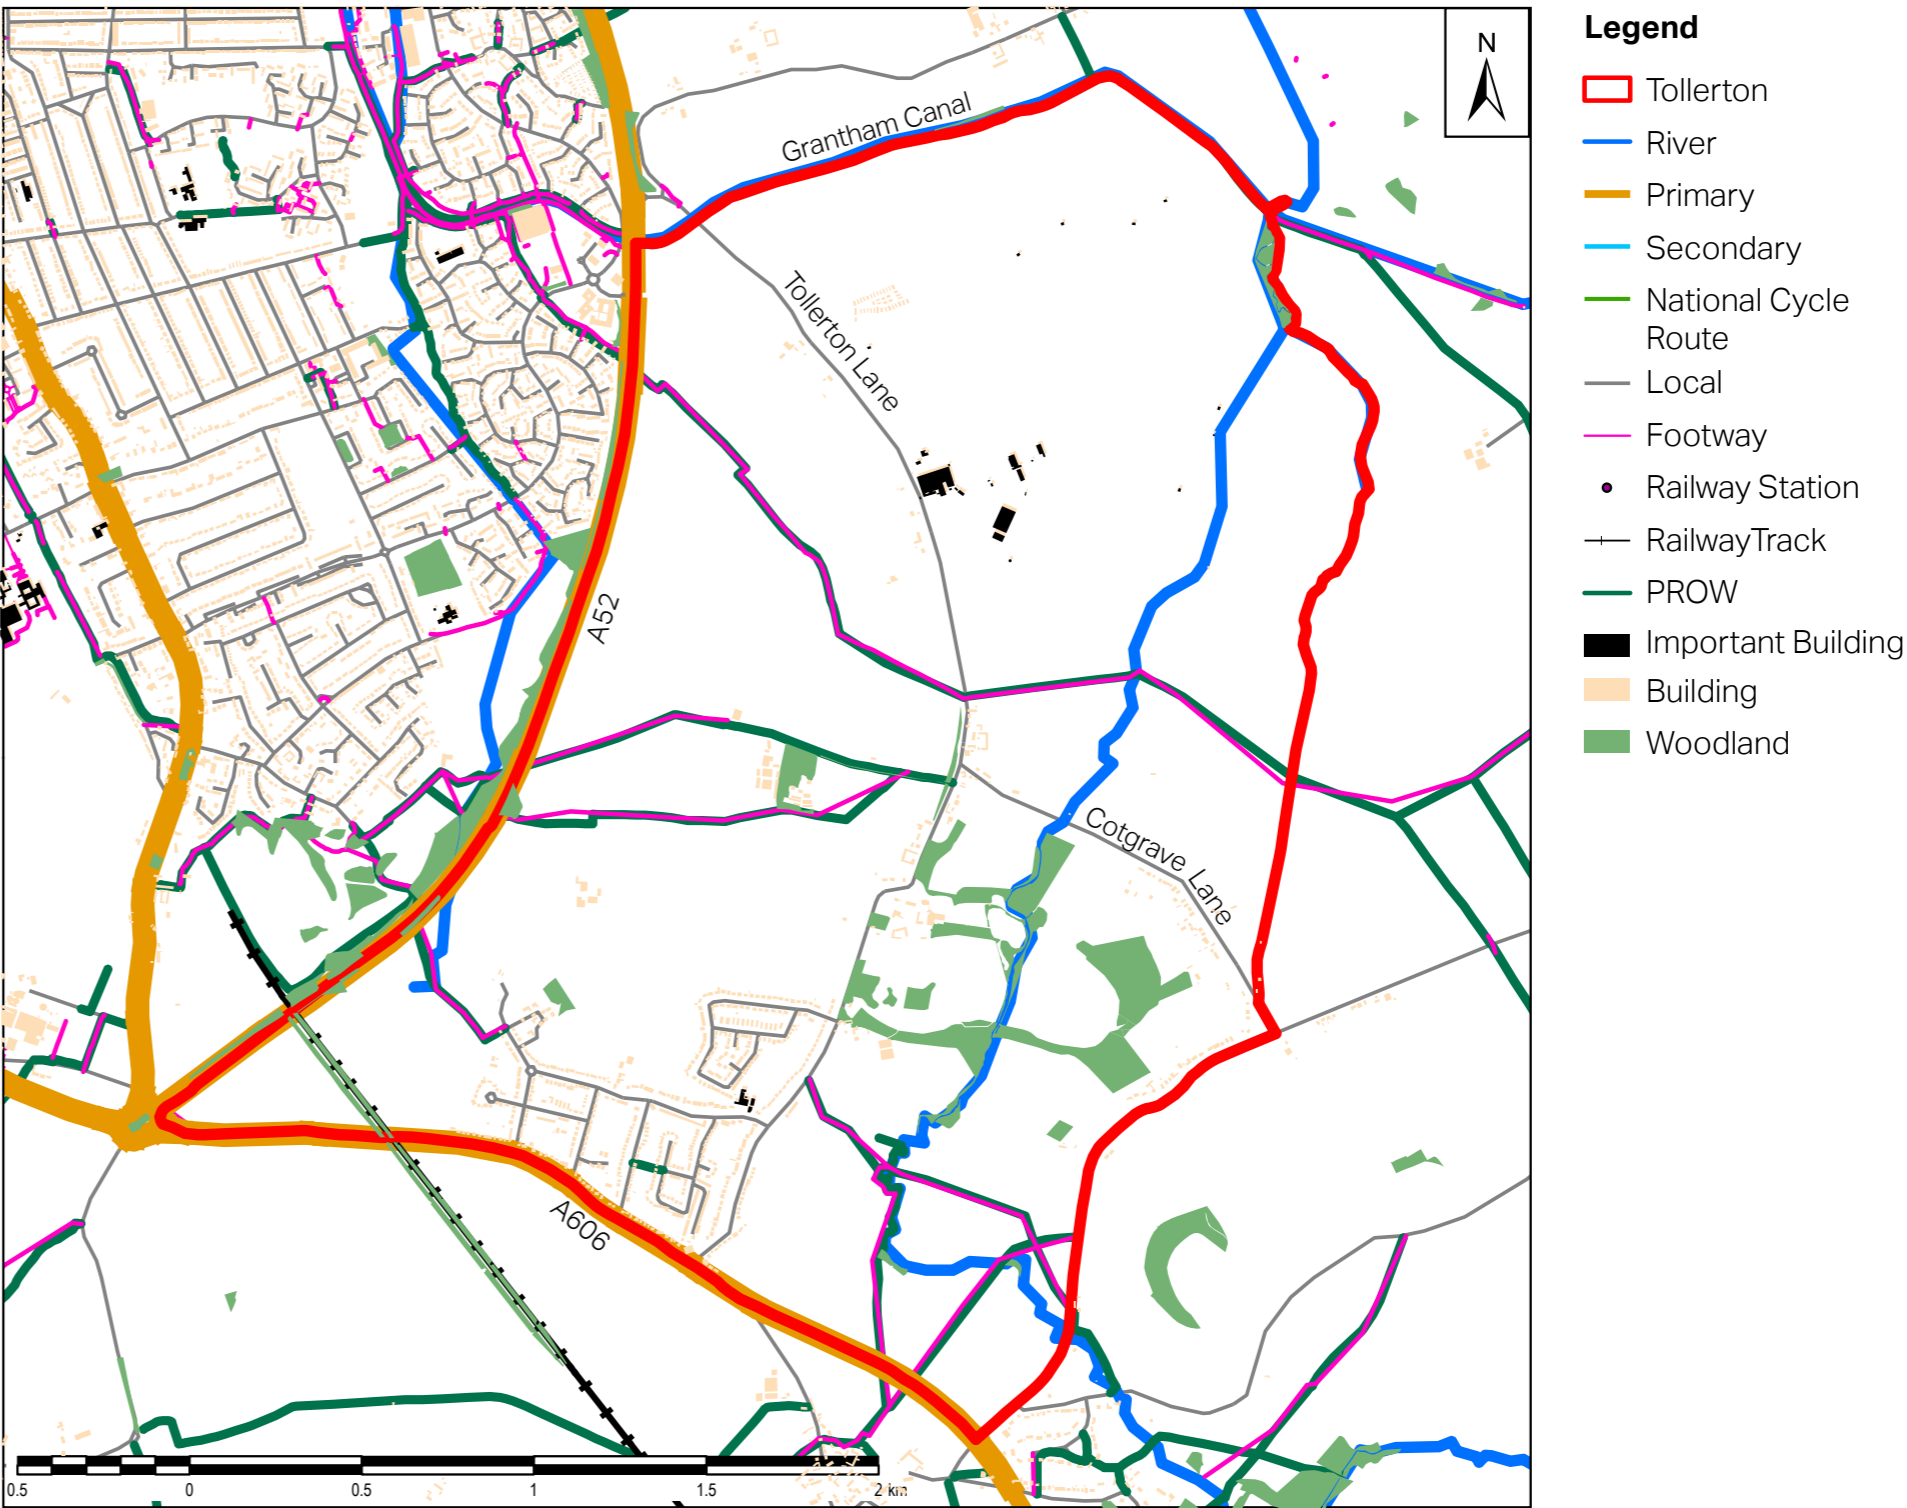 N
Grantham Canal
Tollerton Lane
A52
Cotgrave Lane
A606
0.5 0 0.5 1 1.5 2 km
Legend
Tollerton
River
Primary
Secondary
National Cycle
Route
Local
Footway
Railway Station
RailwayTrack
PROW
Important Building
Building
Woodland